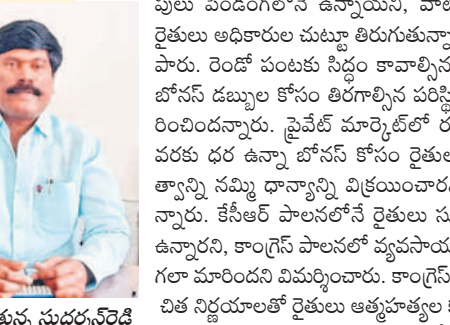 పులు పెండింగ్‌లోనే ఉన్నాయని, వాటి
రైతులు అధికారుల చుట్టూ తిరుగుతున్నా
పారు. రెండో పంటకు సిద్ధం కావాల్సిన
బోనస్ డబ్బుల కోసం తిరగాల్సిన పరిస్థి
రించిందన్నారు. ప్రైవేట్ మార్కెట్‌లో ర
వరకు ధర ఉన్నా బోనస్ కోసం రైతుల
త్వాన్ని నమ్మి ధాన్యాన్ని విక్రయించార
న్నారు. కేసీఆర్ పాలనలోనే రైతులు సు
ఉన్నారని, కాంగ్రెస్ పాలనలో వ్యవసాయ
గలా మారిందని విమర్శించారు. కాంగ్రెస్
చిత నిర్ణయాలతో రైతులు ఆత్మహత్యల
తున్న సుదర్శన్‌రెడ్డి